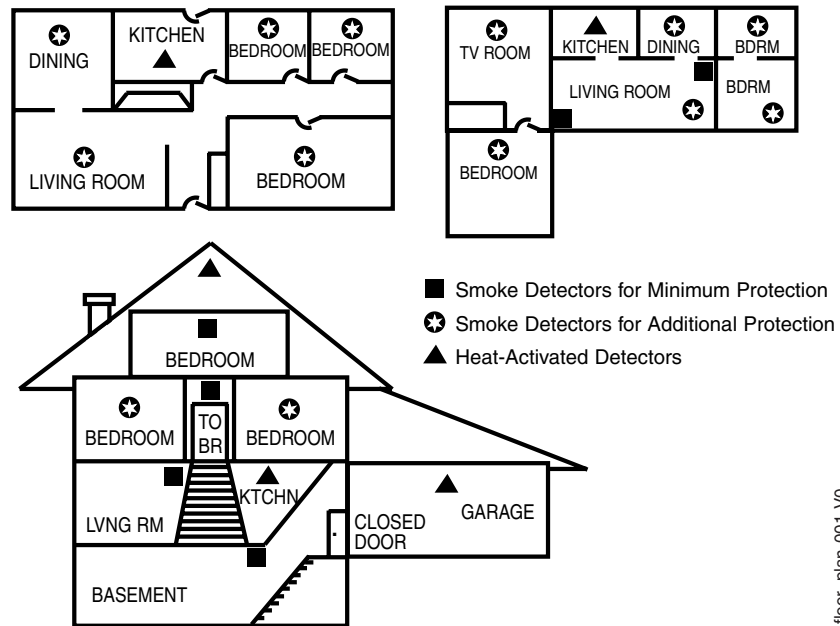 DINING
KITCHEN
BEDROOM
BEDROOM
LIVING ROOM
BEDROOM
TV ROOM
KITCHEN
DINING
BDRM
LIVING ROOM
BDRM
BEDROOM
Smoke Detectors for Minimum Protection
Smoke Detectors for Additional Protection
Heat-Activated Detectors
BEDROOM
BEDROOM
TO
BR
BEDROOM
LVNG RM
KTCHN
CLOSED
DOOR
GARAGE
BASEMENT
floor_plan-001-V0